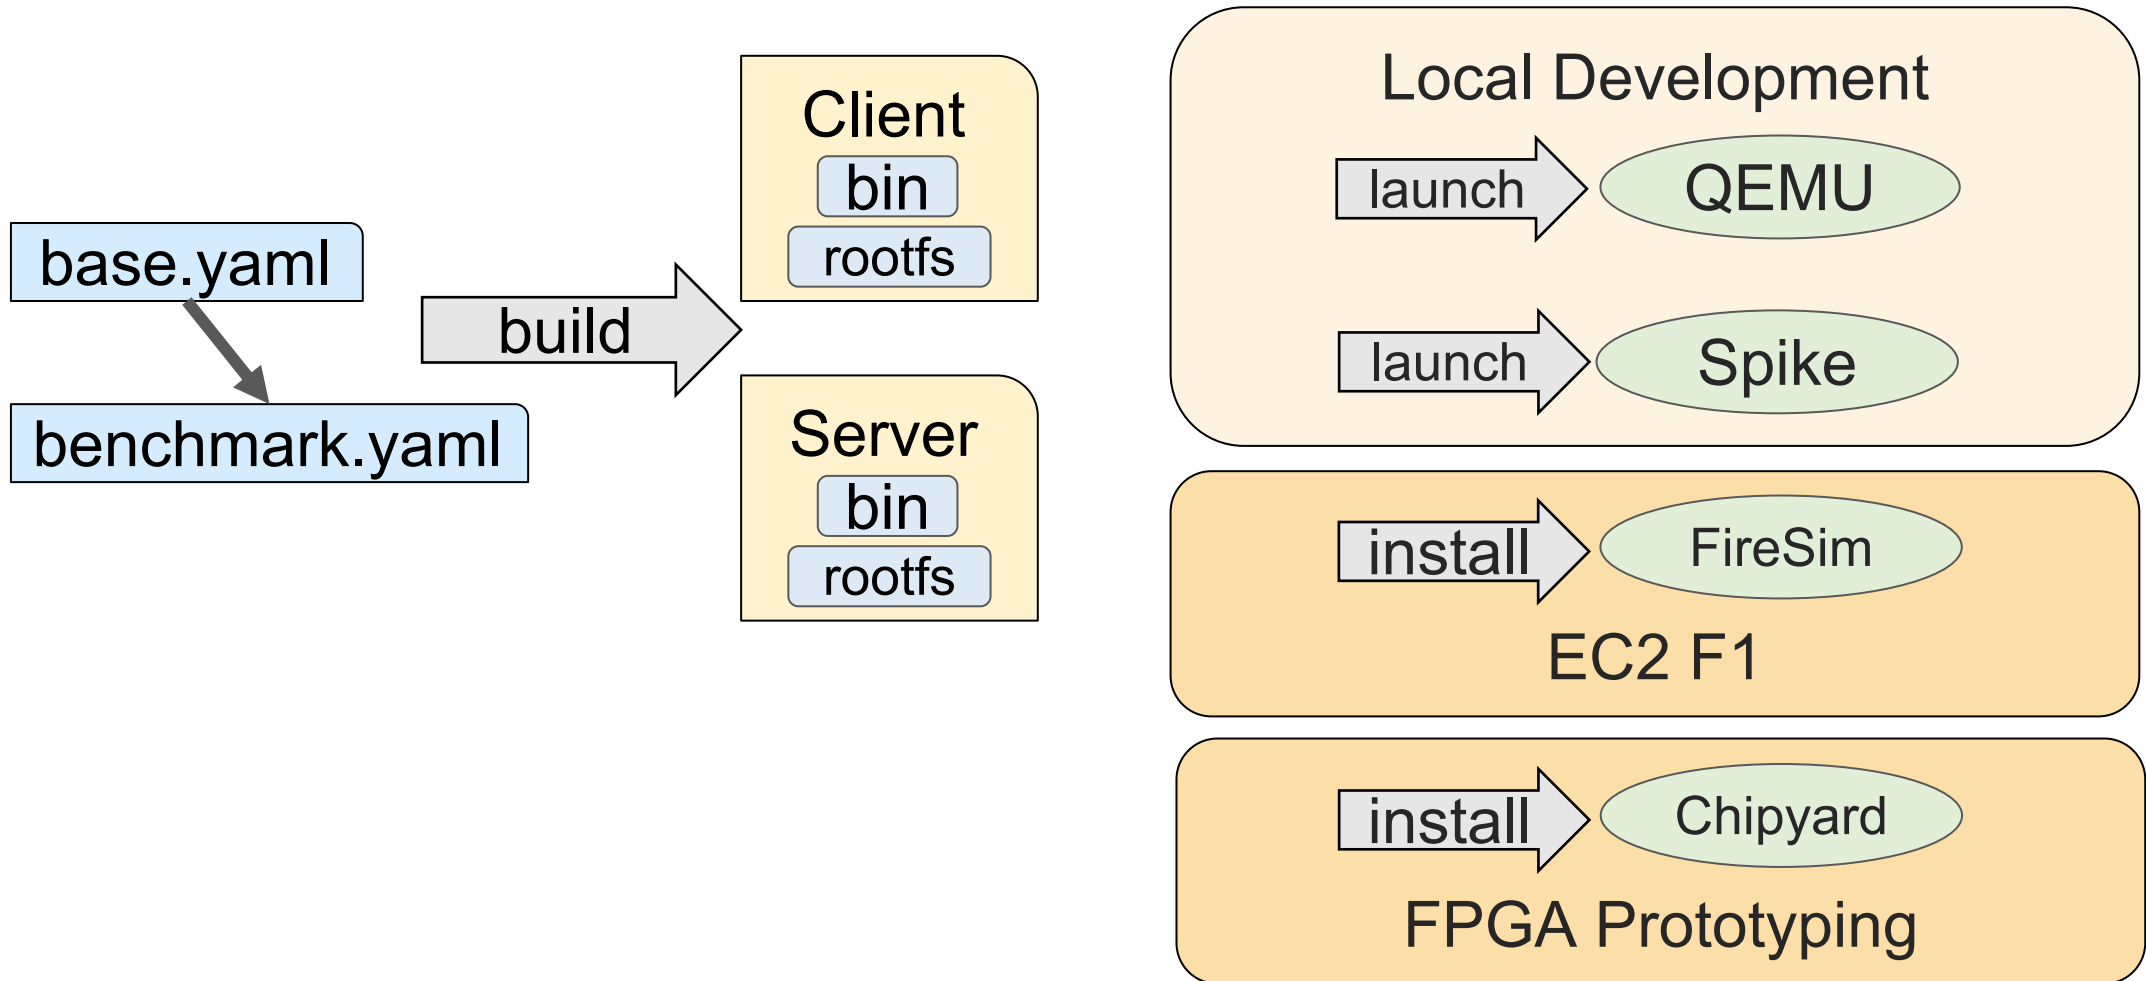 base.yaml
benchmark.yaml
build
Client
bin
rootfs
Server
bin
rootfs
Local Development
launch
QEMU
launch
Spike
install
FireSim
EC2 F1
install
Chipyard
FPGA Prototyping